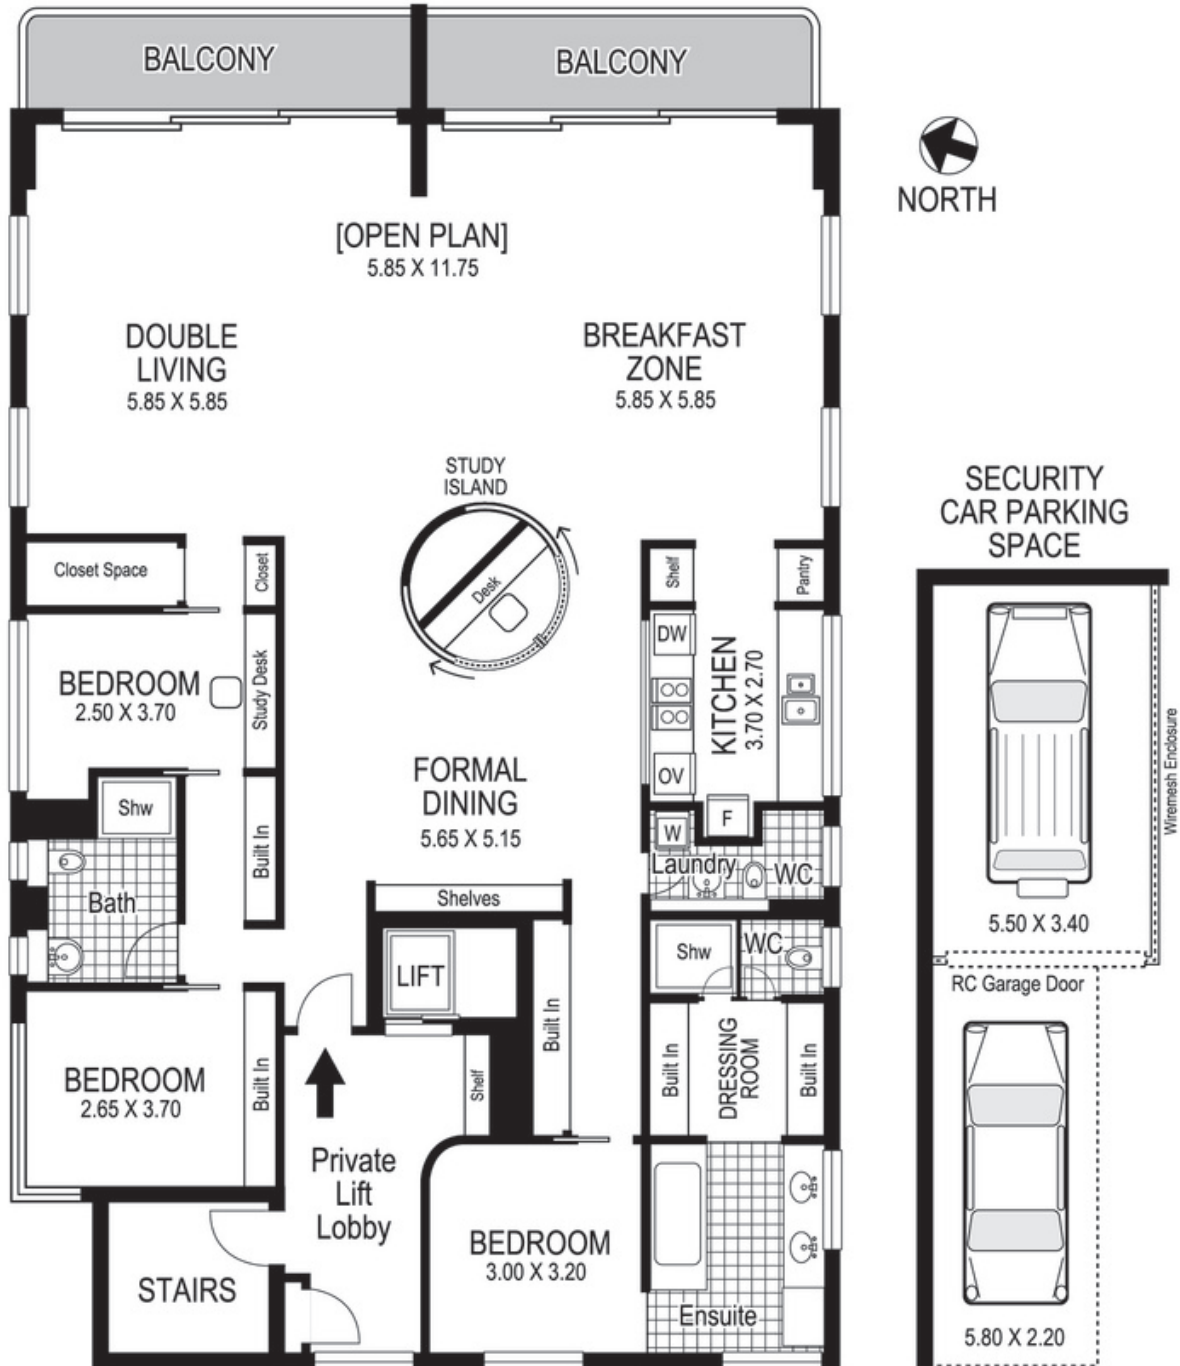 BALCONY
BALCONY
NORTH
[OPEN PLAN]
5.85 X 11.75
DOUBLE
LIVING
5.85 X 5.85
BREAKFAST
ZONE
5.85 X 5.85
STUDY
ISLAND
Desk
SECURITY
CAR PARKING
SPACE
Closet Space
Closet
Shelf
Pantry
BEDROOM
2.50 X 3.70
Study Desk
DW
KITCHEN
3.70 X 2.70
OV
F
Wiremesh Enclosure
FORMAL
DINING
5.65 X 5.15
Shw
Built In
Bath
W
Laundry
WC
Shelves
5.50 X 3.40
RC Garage Door
LIFT
Built In
Shw
WC
BEDROOM
2.65 X 3.70
Built In
Shelf
Built In
DRESSING
ROOM
Built In
Private
Lift
Lobby
STAIRS
BEDROOM
3.00 X 3.20
Ensuite
5.80 X 2.20